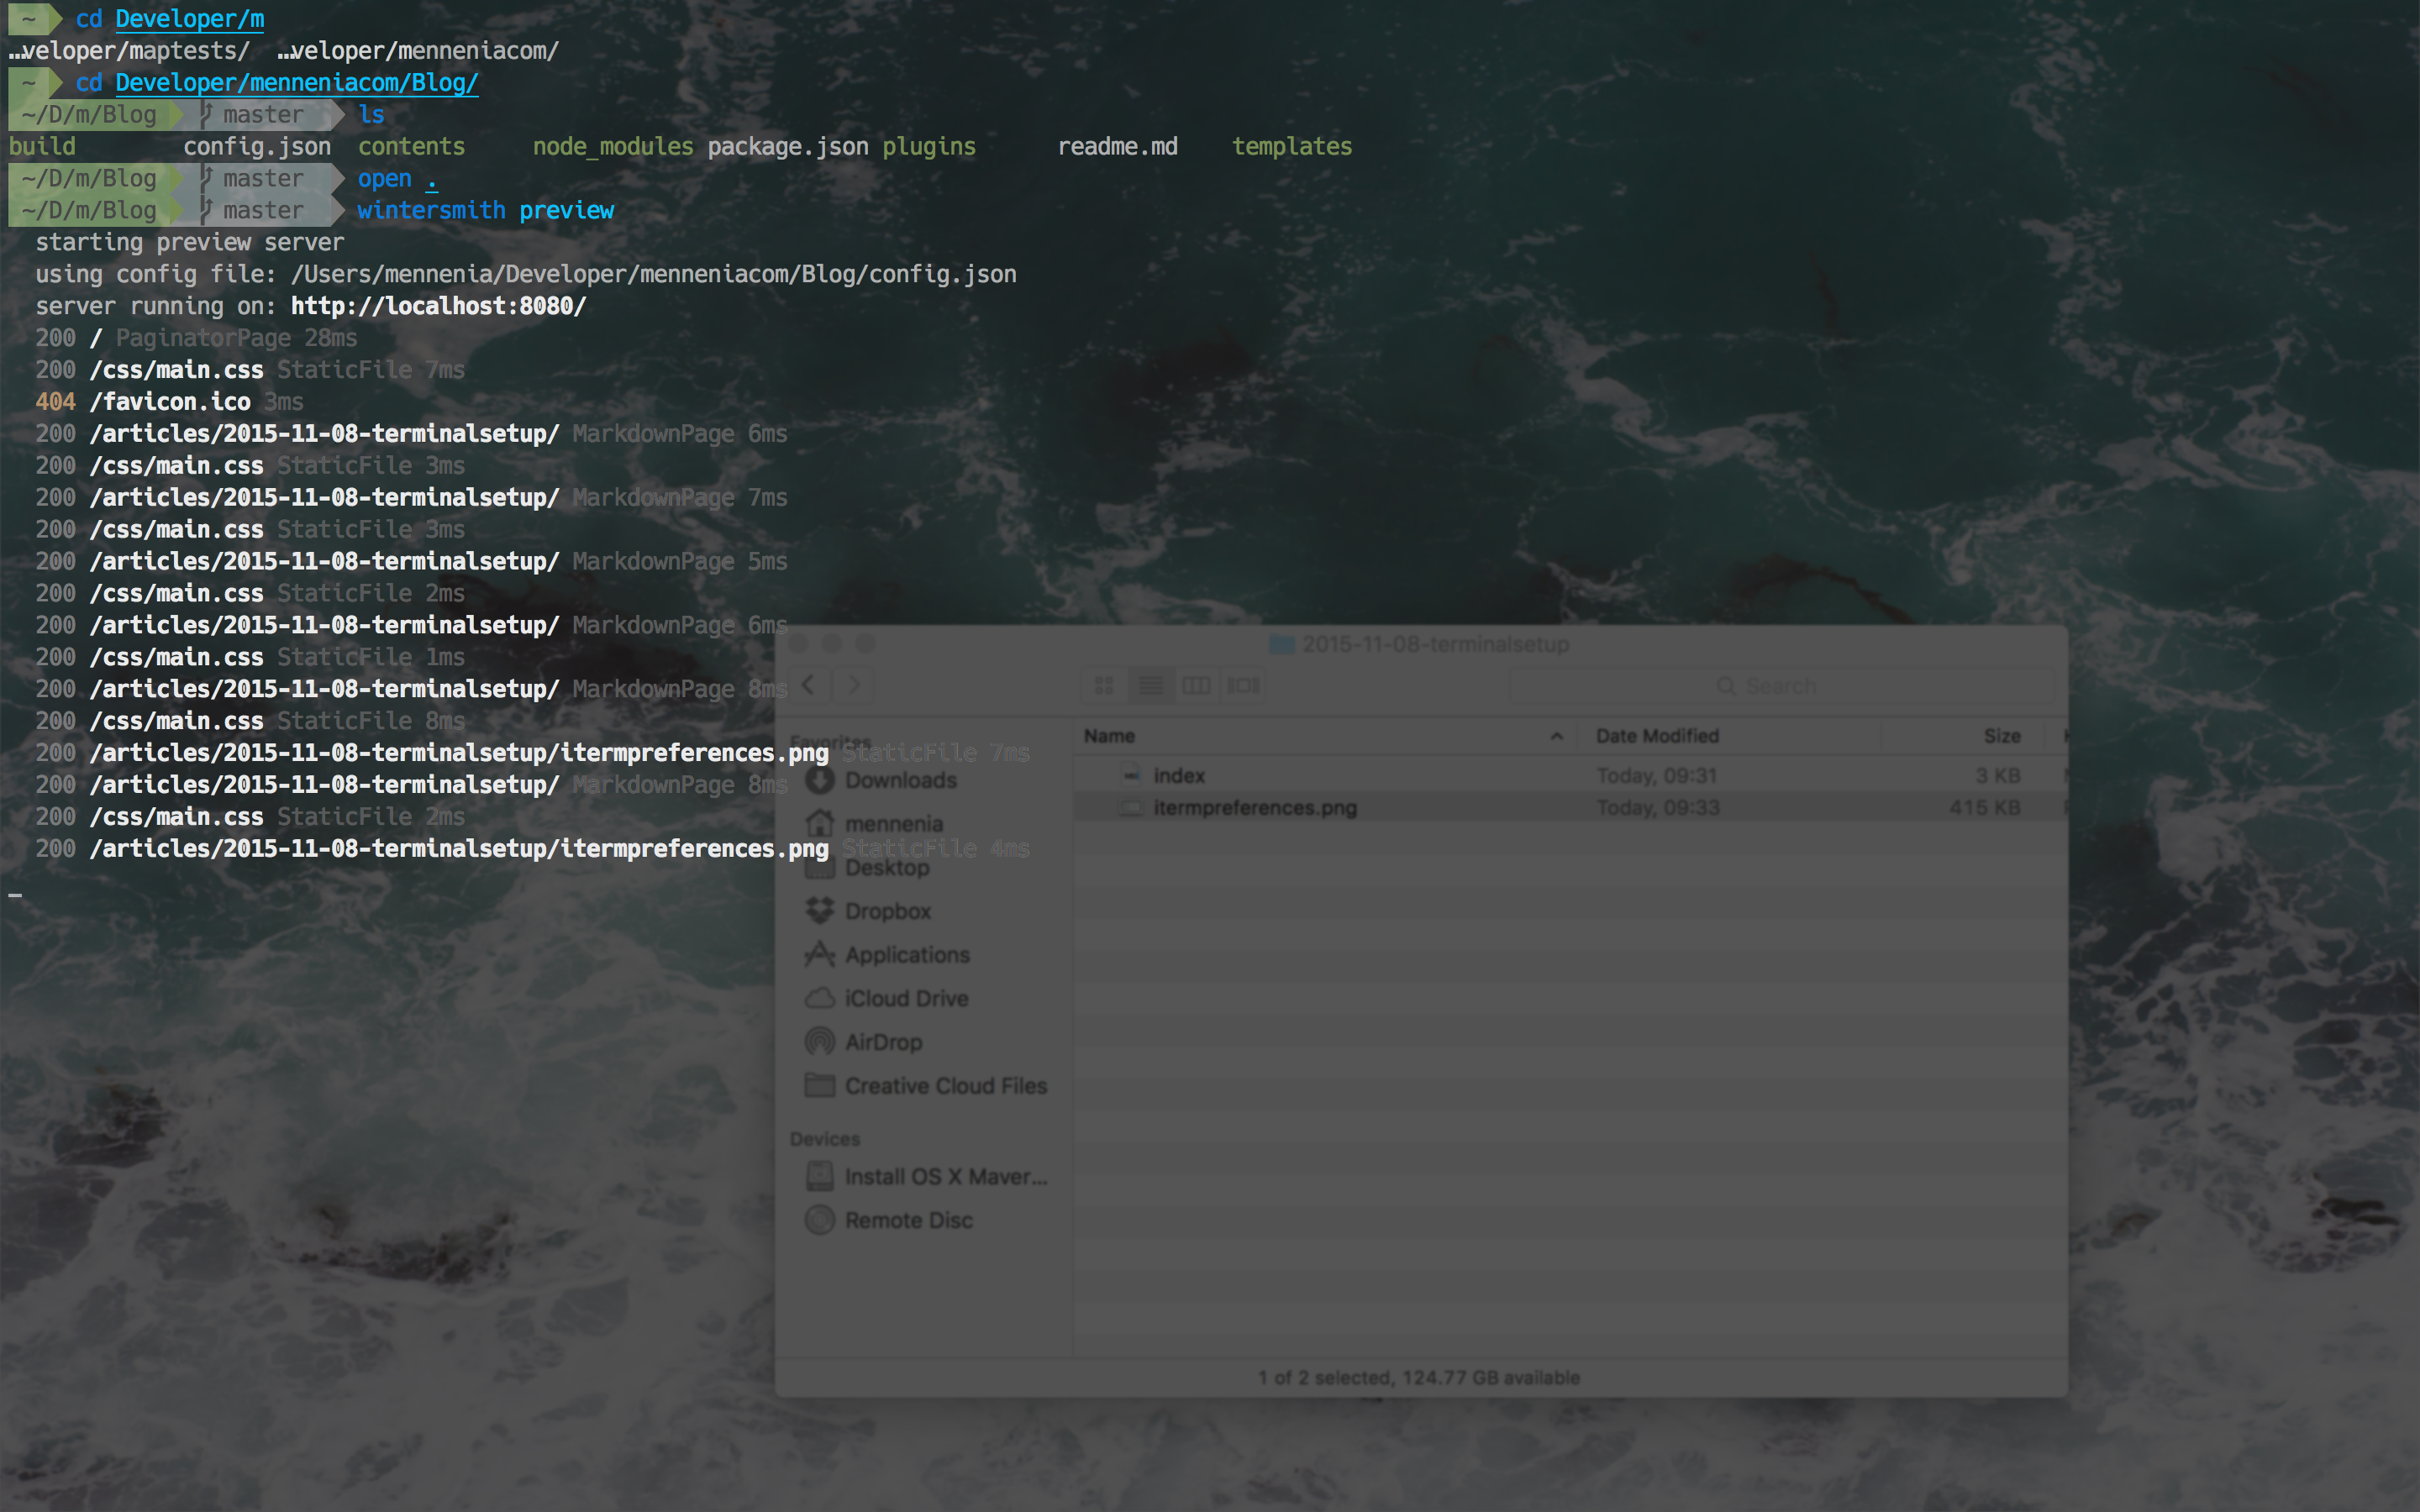 ~ cd Developer/m
…veloper/maptests/ …veloper/menneniacom/
~ cd Developer/menneniacom/Blog/
~/D/m/Blog master ls
build config.json contents node_modules package.json plugins readme.md templates
~/D/m/Blog master open .
~/D/m/Blog master wintersmith preview
starting preview server
using config file: /Users/mennenia/Developer/menneniacom/Blog/config.json
server running on: http://localhost:8080/
200 / PaginatorPage 28ms
200 /css/main.css StaticFile 7ms
404 /favicon.ico 3ms
200 /articles/2015-11-08-terminalsetup/ MarkdownPage 6ms
200 /css/main.css StaticFile 3ms
200 /articles/2015-11-08-terminalsetup/ MarkdownPage 7ms
200 /css/main.css StaticFile 3ms
200 /articles/2015-11-08-terminalsetup/ MarkdownPage 5ms
200 /css/main.css StaticFile 2ms
200 /articles/2015-11-08-terminalsetup/ MarkdownPage 6ms
200 /css/main.css StaticFile 1ms
200 /articles/2015-11-08-terminalsetup/ MarkdownPage 8ms
200 /css/main.css StaticFile 8ms
200 /articles/2015-11-08-terminalsetup/itermpreferences.png StaticFile 7ms
200 /articles/2015-11-08-terminalsetup/ MarkdownPage 8ms
200 /css/main.css StaticFile 2ms
200 /articles/2015-11-08-terminalsetup/itermpreferences.png StaticFile 4ms
2015-11-08-terminalsetup
Search
Favorites
Downloads
mennenia
Desktop
Dropbox
Applications
iCloud Drive
AirDrop
Creative Cloud Files
Devices
Install OS X Maver...
Remote Disc
Name Date Modified Size
index Today, 09:31 3 KB
itermpreferences.png Today, 09:33 415 KB
1 of 2 selected, 124.77 GB available